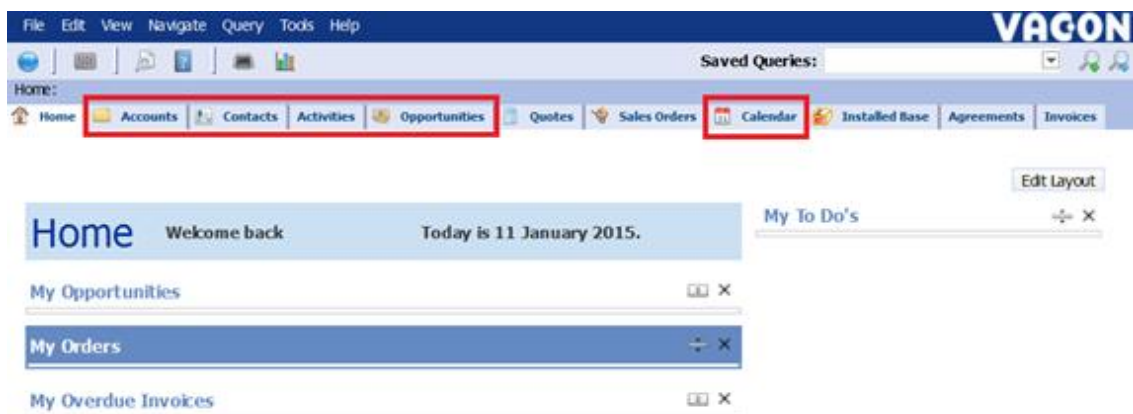 File Edit View Navigate Query Tools Help
VACON
Saved Queries:
Home:
Home Accounts Contacts Activities Opportunities Quotes Sales Orders Calendar Installed Base Agreements Invoices
Edit Layout
Home Welcome back Today is 11 January 2015.
My To Do's
My Opportunities
My Orders
My Overdue Invoices